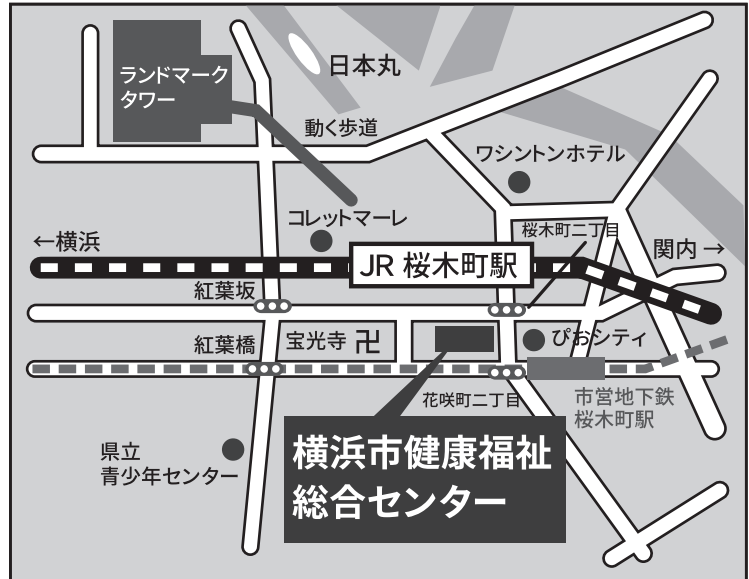 日本丸
ランドマーク
タワー
動く歩道
ワシントンホテル
コレットマーレ
桜木町二丁目
←横浜
関内→
JR 桜木町駅
紅葉坂
紅葉橋
宝光寺 卍
ぴおシティ
市営地下鉄
桜木町駅
花咲町二丁目
県立
青少年センター
横浜市健康福祉
総合センター